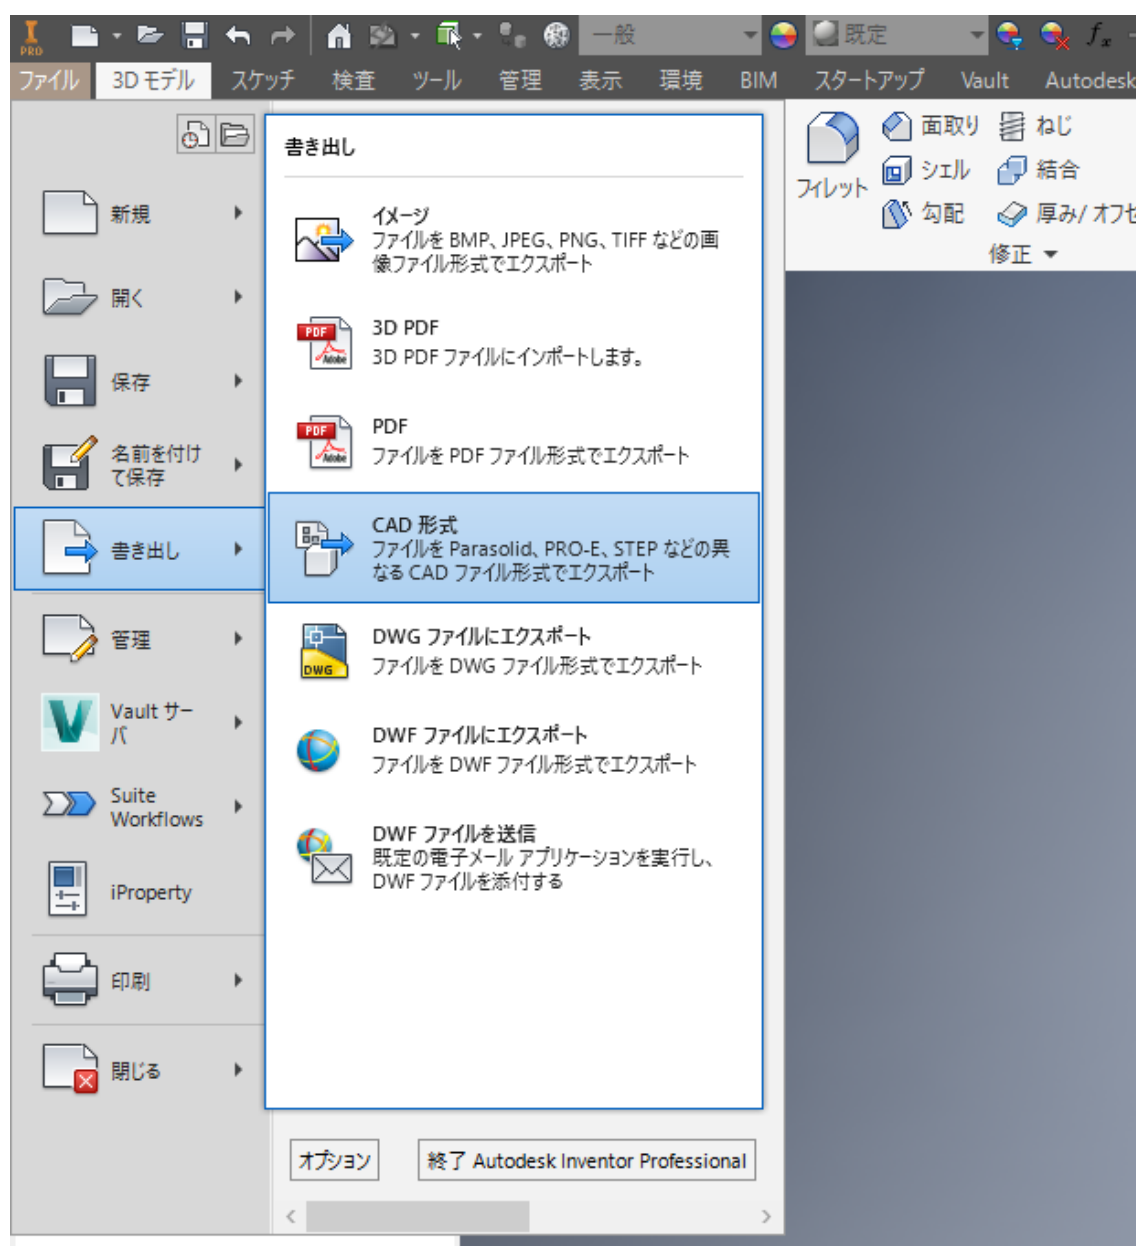 I
PRO
一般
既定
fx
ファイル 3D モデル スケッチ 検査 ツール 管理 表示 環境 BIM スタートアップ Vault Autodesk
新規
開く
保存
名前を付け
て保存
書き出し
管理
Vault サー
バ
Suite
Workflows
iProperty
印刷
閉じる
書き出し
イメージ
ファイルを BMP、JPEG、PNG、TIFF などの画
像ファイル形式でエクスポート
PDF
Adobe
3D PDF
3D PDF ファイルにインポートします。
PDF
Adobe
PDF
ファイルを PDF ファイル形式でエクスポート
CAD 形式
ファイルを Parasolid、PRO-E、STEP などの異
なる CAD ファイル形式でエクスポート
DWG
DWG ファイルにエクスポート
ファイルを DWG ファイル形式でエクスポート
DWF ファイルにエクスポート
ファイルを DWF ファイル形式でエクスポート
DWF ファイルを送信
既定の電子メール アプリケーションを実行し、
DWF ファイルを添付する
オプション
終了 Autodesk Inventor Professional
フィレット
面取り
シェル
勾配
ねじ
結合
厚み/ オフセ
修正